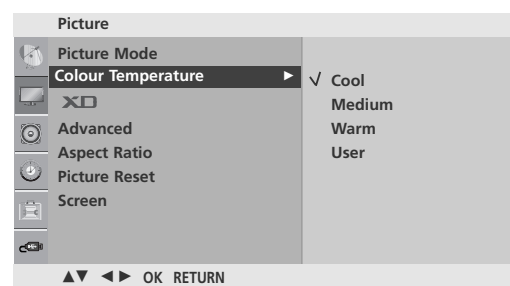 Picture
Picture Mode
Colour Temperature ►
XD
Advanced
Aspect Ratio
Picture Reset
Screen
√ Cool
Medium
Warm
User
▲▼ ◄► OK RETURN